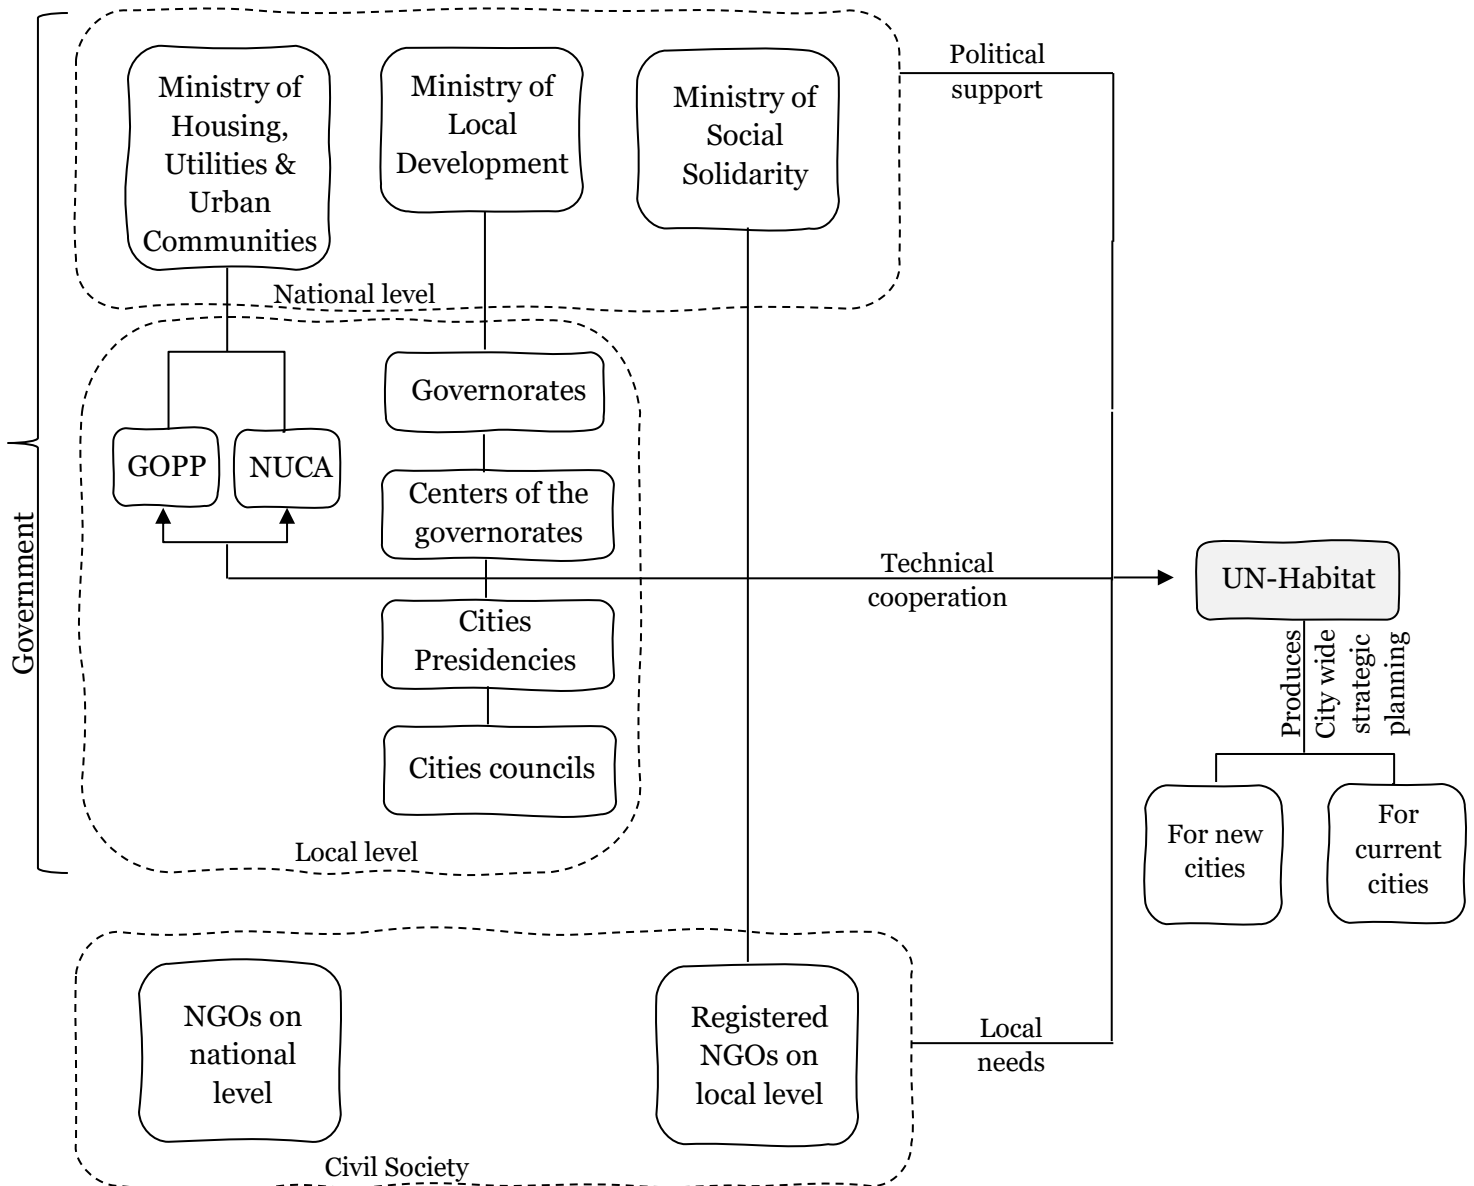 Ministry of
Housing,
Utilities &
Urban
Communities
Ministry of
Local
Development
Ministry of
Social
Solidarity
National level
Political
support
Government
GOPP
NUCA
Governorates
Centers of the
governorates
Cities
Presidencies
Cities councils
Local level
Technical
cooperation
UN-Habitat
Produces
City wide
strategic
planning
For new
cities
For
current
cities
NGOs on
national
level
Registered
NGOs on
local level
Civil Society
Local
needs